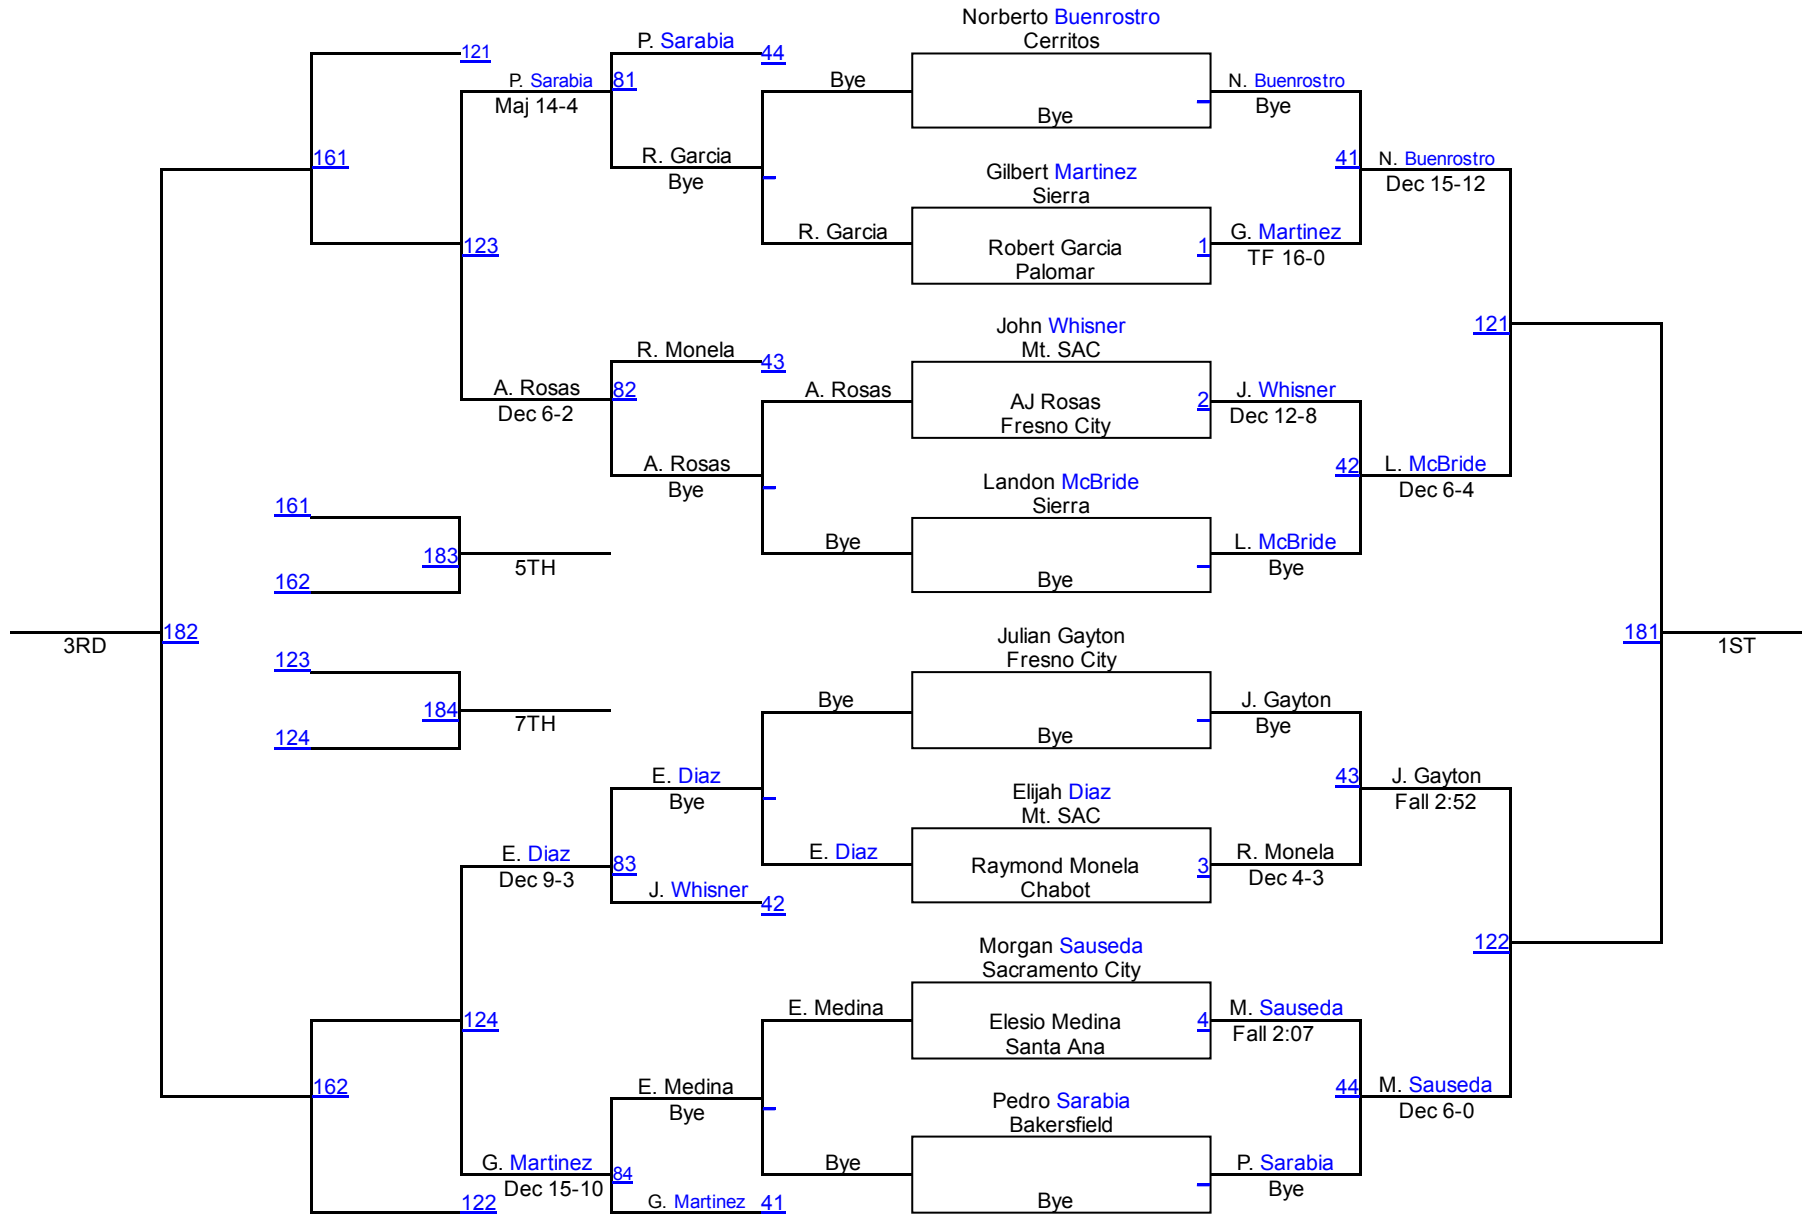 Norberto Buenrostro
Cerritos
P. Sarabia
121
44
P. Sarabia
81
Bye
N. Buenrostro
Maj 14-4
Bye
Bye
161
R. Garcia
41
N. Buenrostro
Bye
Gilbert Martinez
Dec 15-12
Sierra
R. Garcia
G. Martinez
123
Robert Garcia
1
TF 16-0
Palomar
John Whisner
121
R. Monela
Mt. SAC
43
A. Rosas
82
A. Rosas
J. Whisner
Dec 6-2
AJ Rosas
2
Dec 12-8
Fresno City
A. Rosas
42
L. McBride
Bye
Landon McBride
Dec 6-4
161
Sierra
183
Bye
L. McBride
5TH
Bye
162
Bye
182
Julian Gayton
181
3RD
123
Fresno City
1ST
184
Bye
J. Gayton
7TH
Bye
124
Bye
E. Diaz
43
J. Gayton
Bye
Elijah Diaz
Fall 2:52
Mt. SAC
E. Diaz
83
E. Diaz
R. Monela
Dec 9-3
Raymond Monela
3
Dec 4-3
J. Whisner
Chabot
42
Morgan Sauseda
122
Sacramento City
E. Medina
M. Sauseda
124
Elesio Medina
4
Fall 2:07
Santa Ana
162
E. Medina
44
M. Sauseda
Bye
Pedro Sarabia
Dec 6-0
Bakersfield
G. Martinez
84
Bye
P. Sarabia
Dec 15-10
Bye
122
G. Martinez
41
Bye